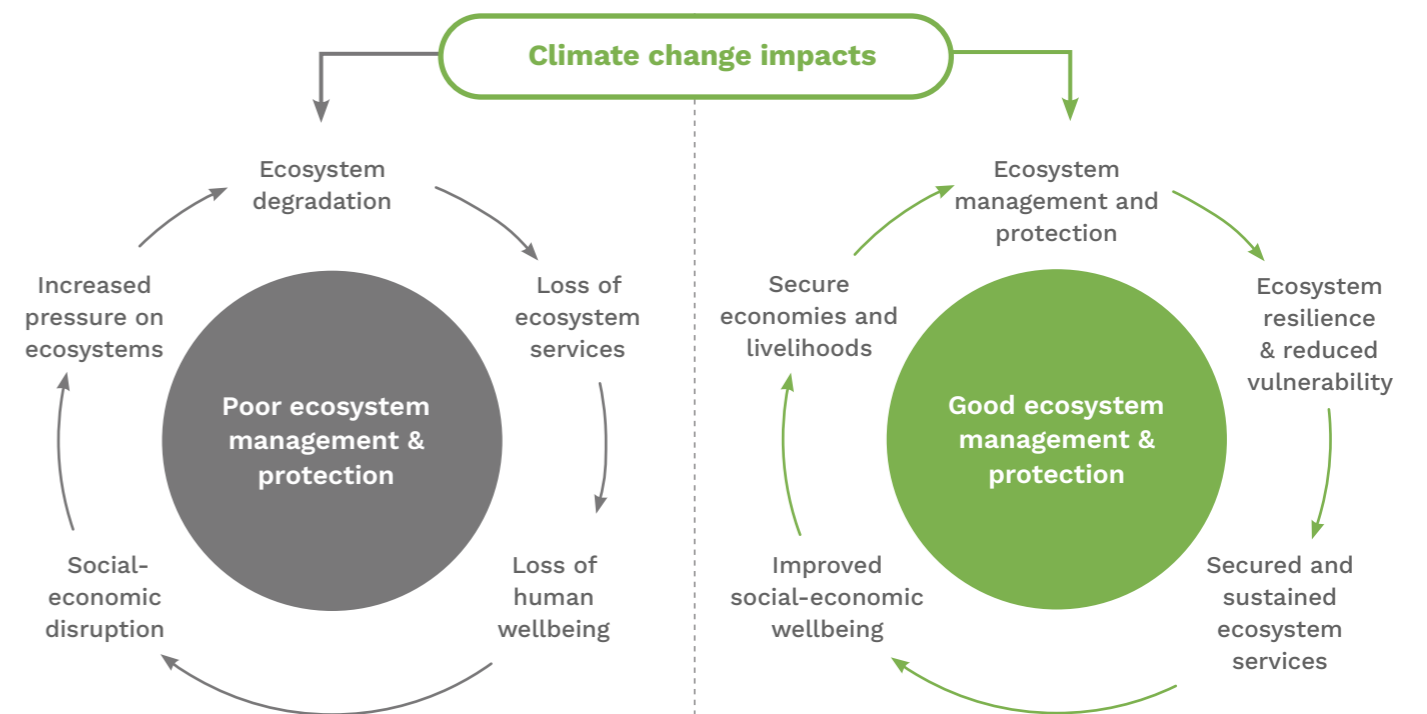 Climate change impacts
Ecosystem
degradation
Loss of
ecosystem
services
Loss of
human
wellbeing
Social-
economic
disruption
Increased
pressure on
ecosystems
Poor ecosystem
management &
protection
Ecosystem
management and
protection
Ecosystem
resilience
& reduced
vulnerability
Secured and
sustained
ecosystem
services
Improved
social-economic
wellbeing
Secure
economies and
livelihoods
Good ecosystem
management &
protection